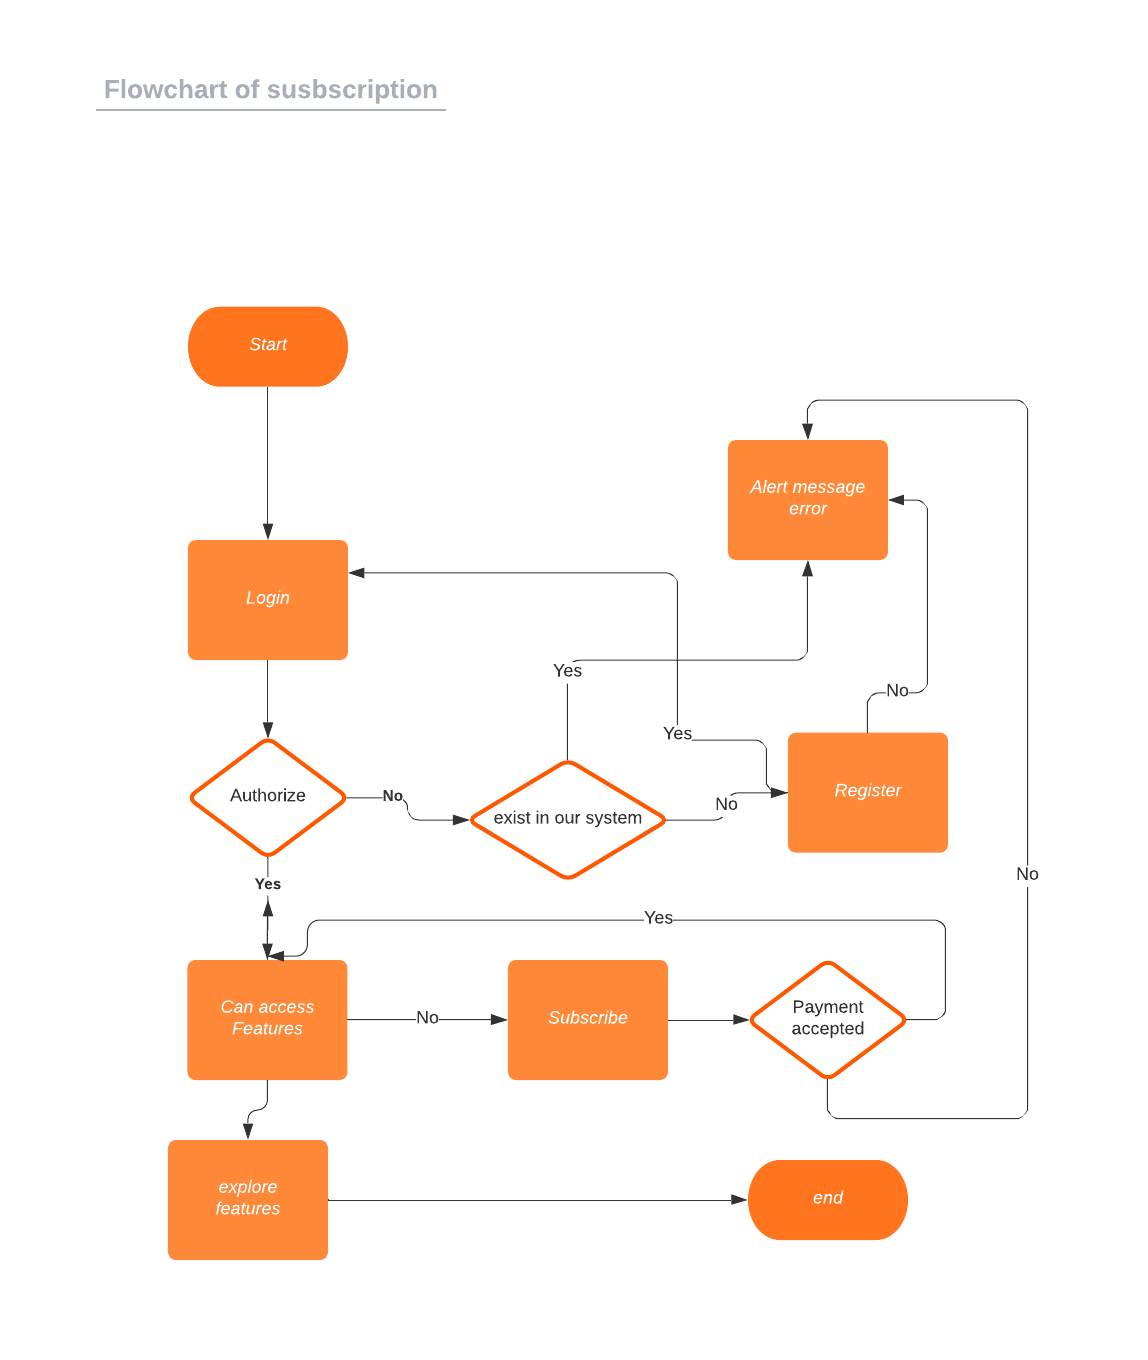 Flowchart of susbscription
Start
Alert message
error
Login
Yes
No
Yes
Register
Authorize
No
No
exist in our system
Yes
No
Yes
Can access
Features
No
Subscribe
Payment
accepted
explore
features
end